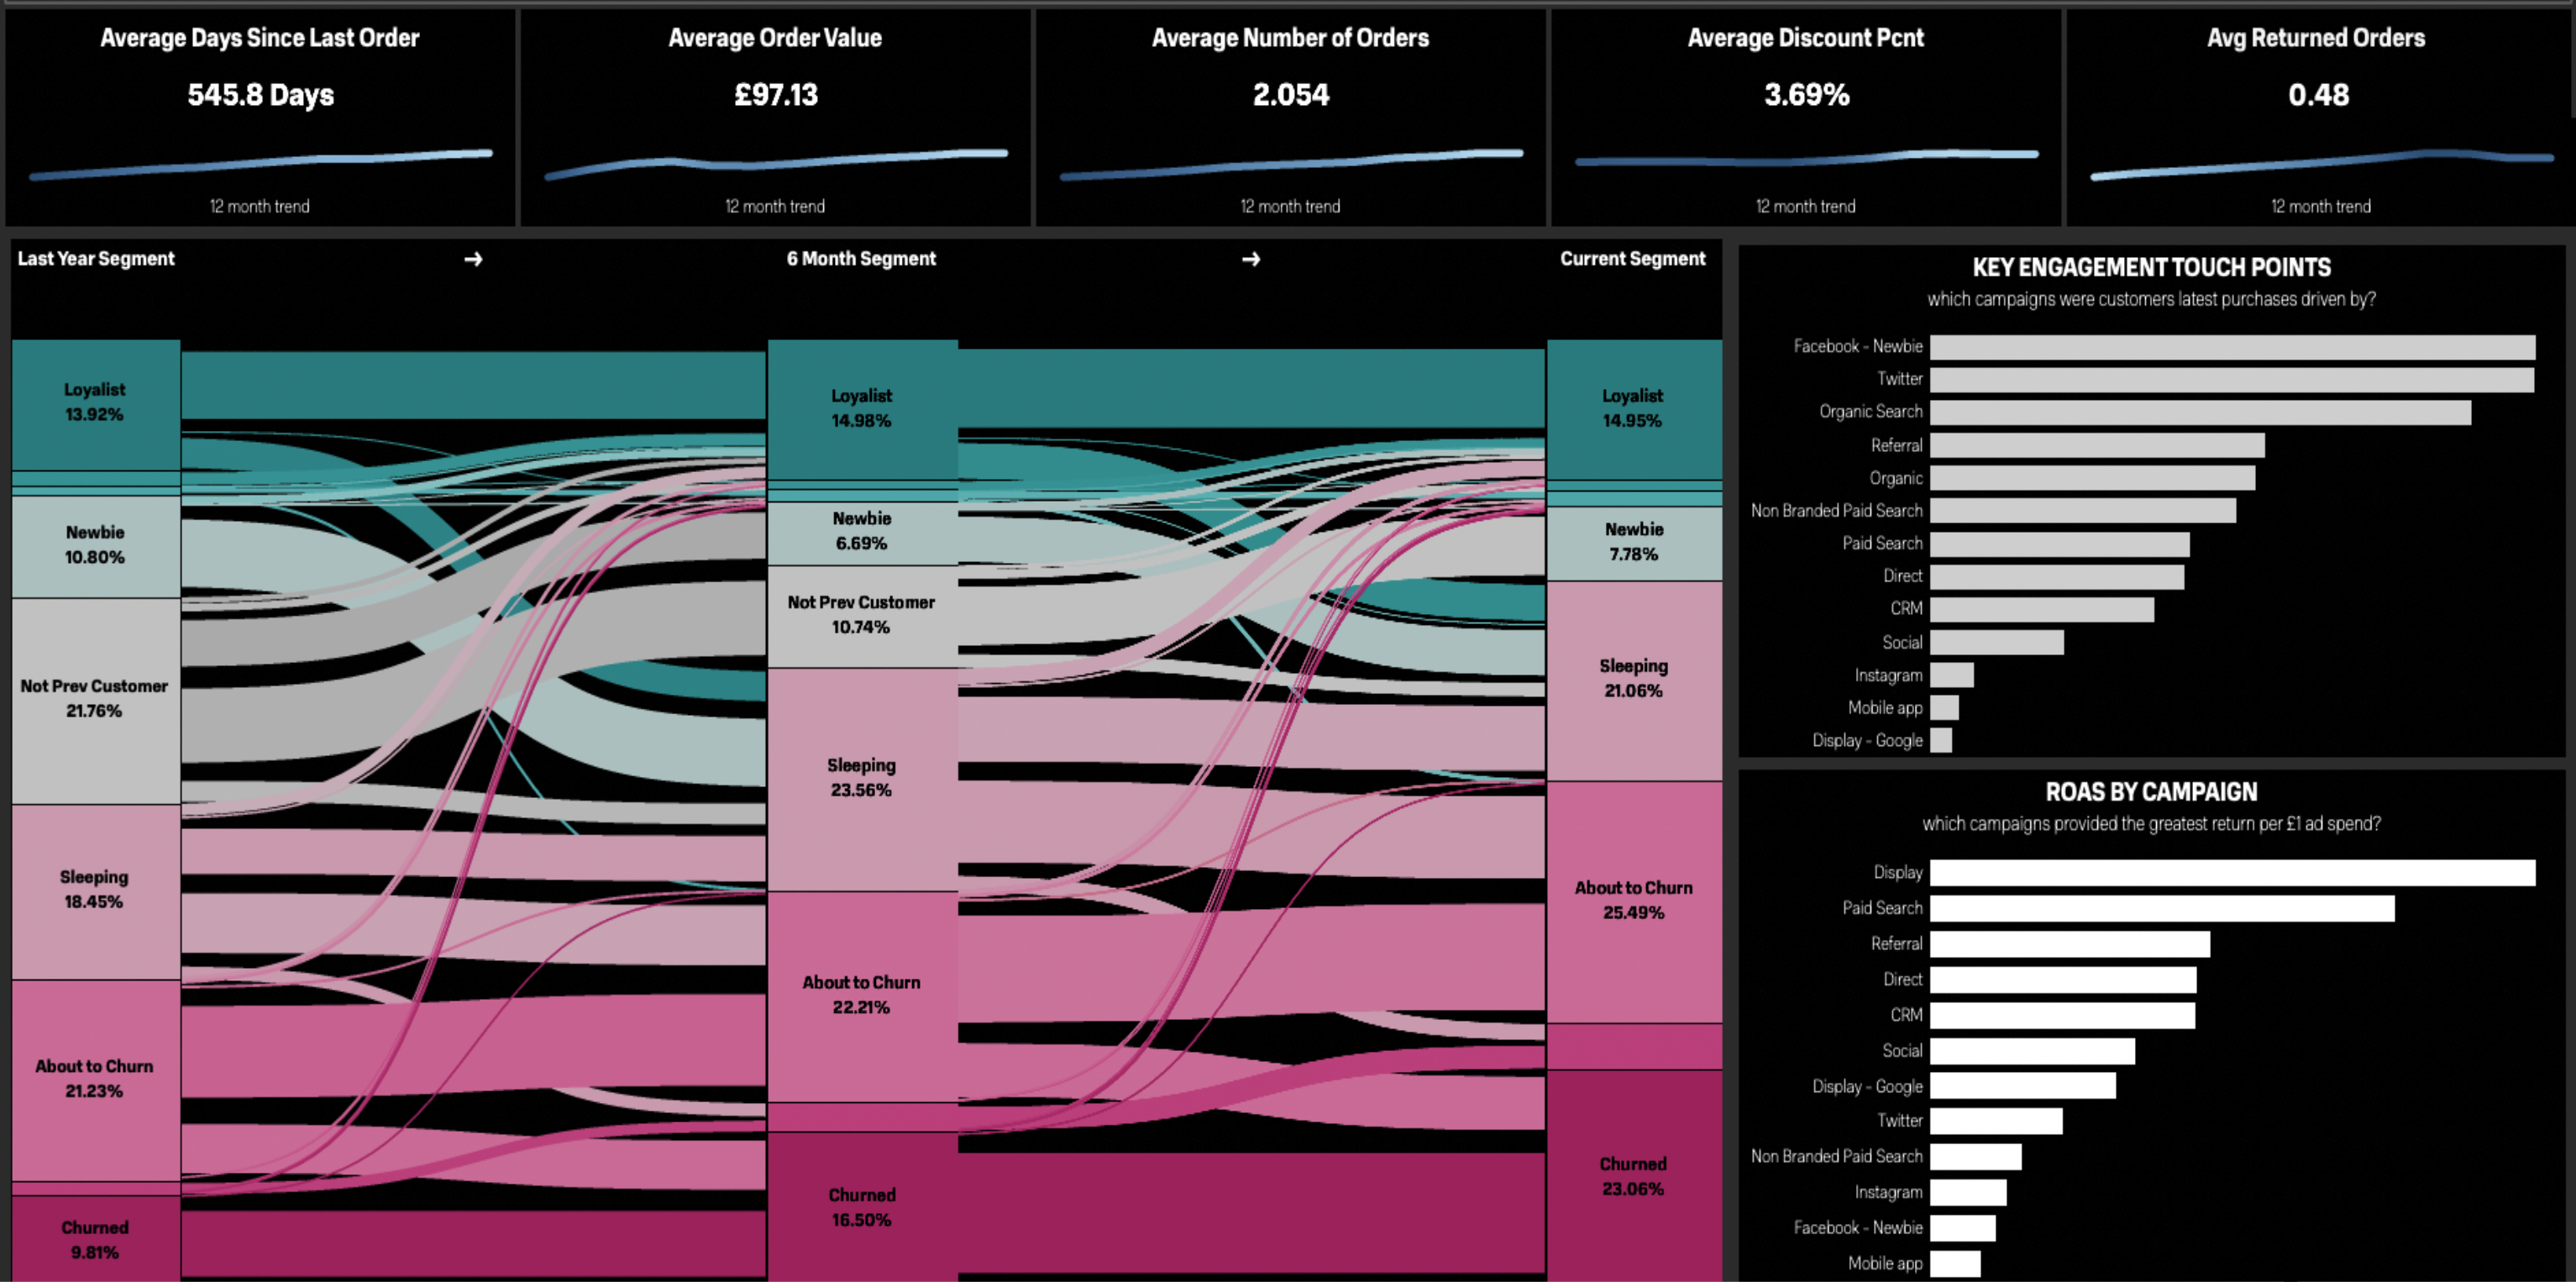 Average Days Since Last Order
545.8 Days
12 month trend
Average Order Value
£97.13
12 month trend
Average Number of Orders
2.054
12 month trend
Average Discount Pcnt
3.69%
12 month trend
Avg Returned Orders
0.48
12 month trend
Last Year Segment
→
6 Month Segment
→
Current Segment
Loyalist
13.92%
Newbie
10.80%
Not Prev Customer
21.76%
Sleeping
18.45%
About to Churn
21.23%
Churned
9.81%
Loyalist
14.98%
Newbie
6.69%
Not Prev Customer
10.74%
Sleeping
23.56%
About to Churn
22.21%
Churned
16.50%
Loyalist
14.95%
Newbie
7.78%
Sleeping
21.06%
About to Churn
25.49%
Churned
23.06%
KEY ENGAGEMENT TOUCH POINTS
which campaigns were customers latest purchases driven by?
Facebook - Newbie
Twitter
Organic Search
Referral
Organic
Non Branded Paid Search
Paid Search
Direct
CRM
Social
Instagram
Mobile app
Display - Google
ROAS BY CAMPAIGN
which campaigns provided the greatest return per £1 ad spend?
Display
Paid Search
Referral
Direct
CRM
Social
Display - Google
Twitter
Non Branded Paid Search
Instagram
Facebook - Newbie
Mobile app